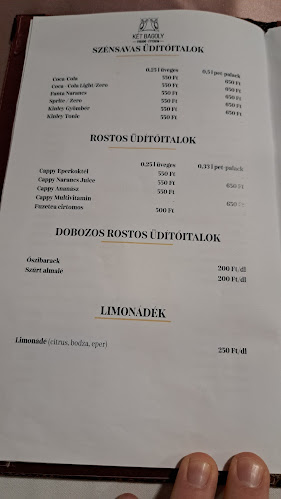 KÉT BAGOLY
SZÉNSAVAS ÜDITŐITALOK
0,25 l üveges 0,5 l pet-palack
Coca-Cola 550 Ft 650 Ft
Coca-Cola Light/Zero 550 Ft 650 Ft
Fanta Narancs 550 Ft 650 Ft
Sprite / Zero 550 Ft 650 Ft
Kinley Gyömber 550 Ft 650 Ft
Kinley Tonic 550 Ft
ROSTOS ÜDITŐITALOK
0,25 l üveges 0,33 l pet-palack
Cappy Eperkoktél 550 Ft
Cappy Narancs Juice 550 Ft 650 Ft
Cappy Ananász 550 Ft
Cappy Multivitamin 550 Ft 650 Ft
Fuzetea citromos 500 Ft
DOBOZOS ROSTOS ÜDITŐITALOK
Őszibarack 200 Ft/dl
Szűrt almalé 200 Ft/dl
LIMONÁDÉK
Limonádé (citrus, bodza, eper) 250 Ft/dl